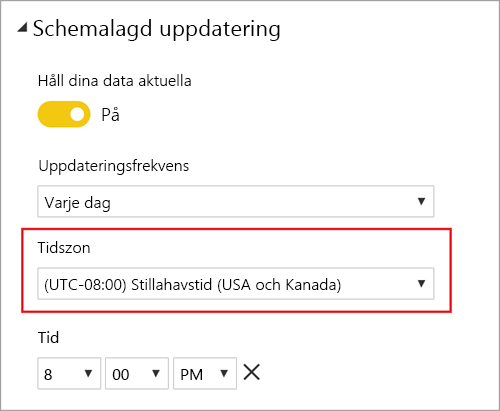 Schemalagd uppdatering
Håll dina data aktuella
På
Uppdateringsfrekvens
Varje dag
Tidszon
(UTC-08:00) Stillahavstid (USA och Kanada)
Tid
8 00 PM